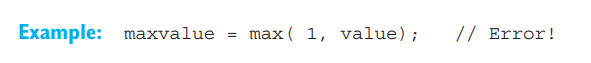 Example: maxvalue = max( 1, value); // Error!